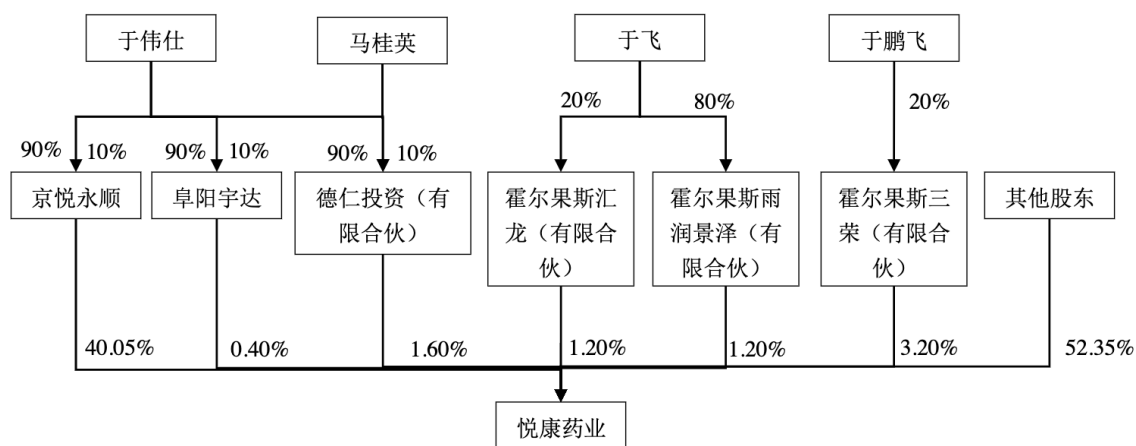 于伟仕
马桂英
于飞
于鹏飞
20%
80%
20%
90%
10%
90%
10%
90%
10%
京悦永顺
阜阳宇达
德仁投资（有
限合伙）
霍尔果斯汇
龙（有限合
伙）
霍尔果斯雨
润景泽（有
限合伙）
霍尔果斯三
荣（有限合
伙）
其他股东
40.05%
0.40%
1.60%
1.20%
1.20%
3.20%
52.35%
悦康药业